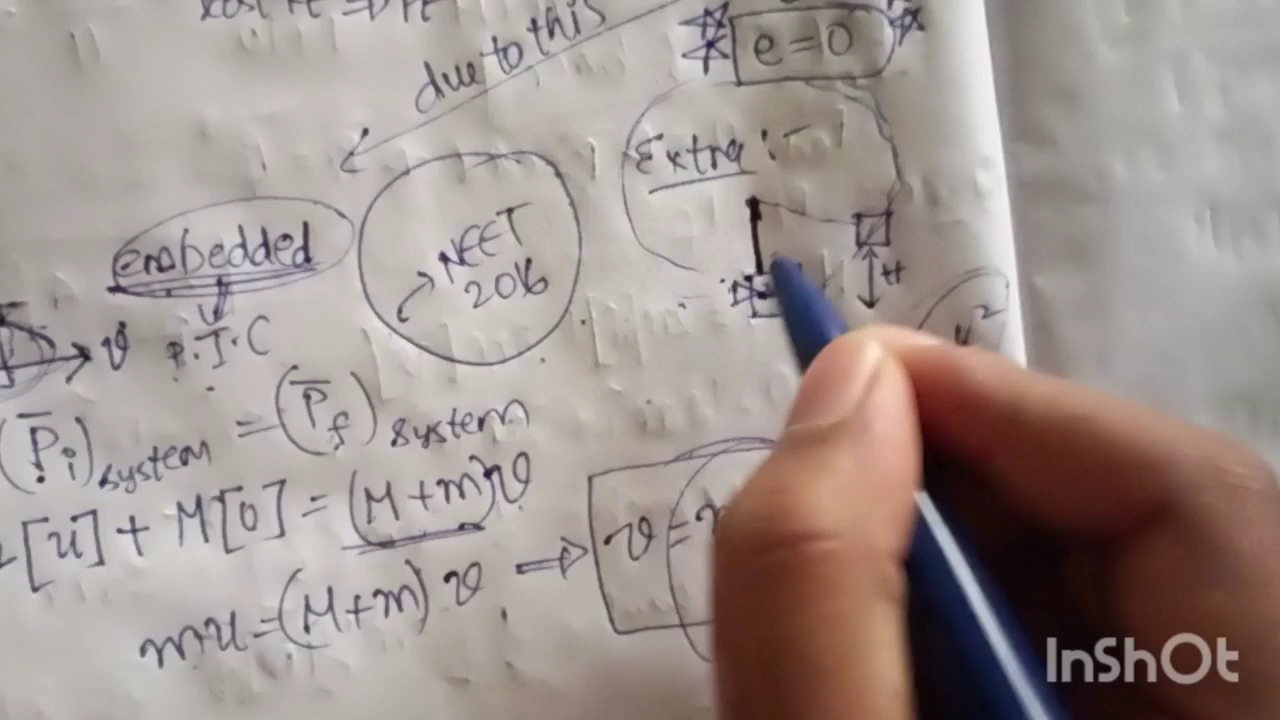 due to this
e=0
Extra :-
NEET
2016
embedded
v
P.I.C
H
(P̅i)system = (P̅f)system
[u] + M[0] = (M+m)v
mu = (M+m) v
v =
InShOt